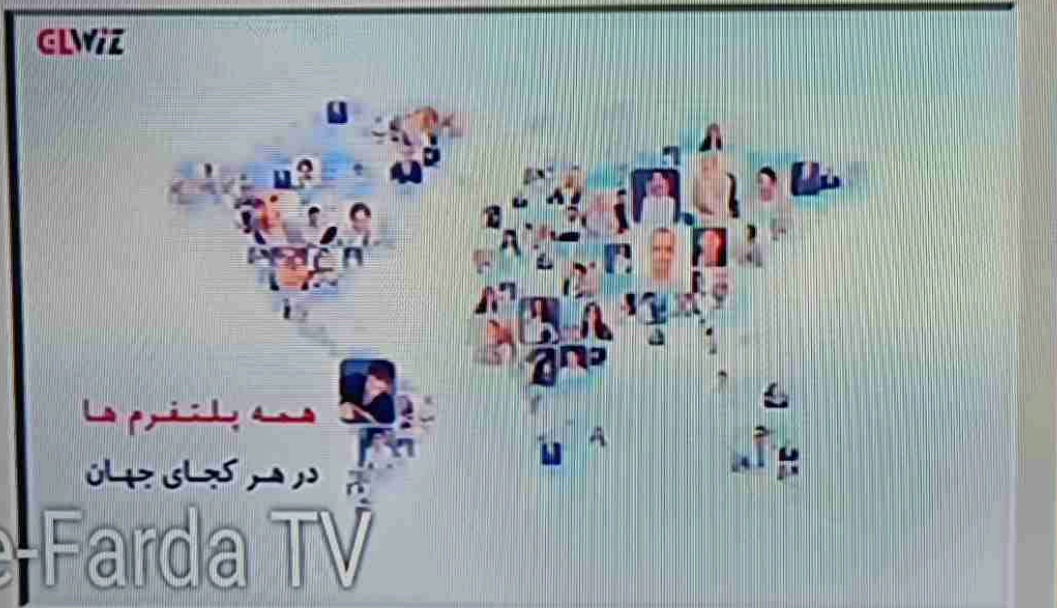 GLWiZ
همه پلتفرم ها
در هر کجای جهان
e-Farda TV